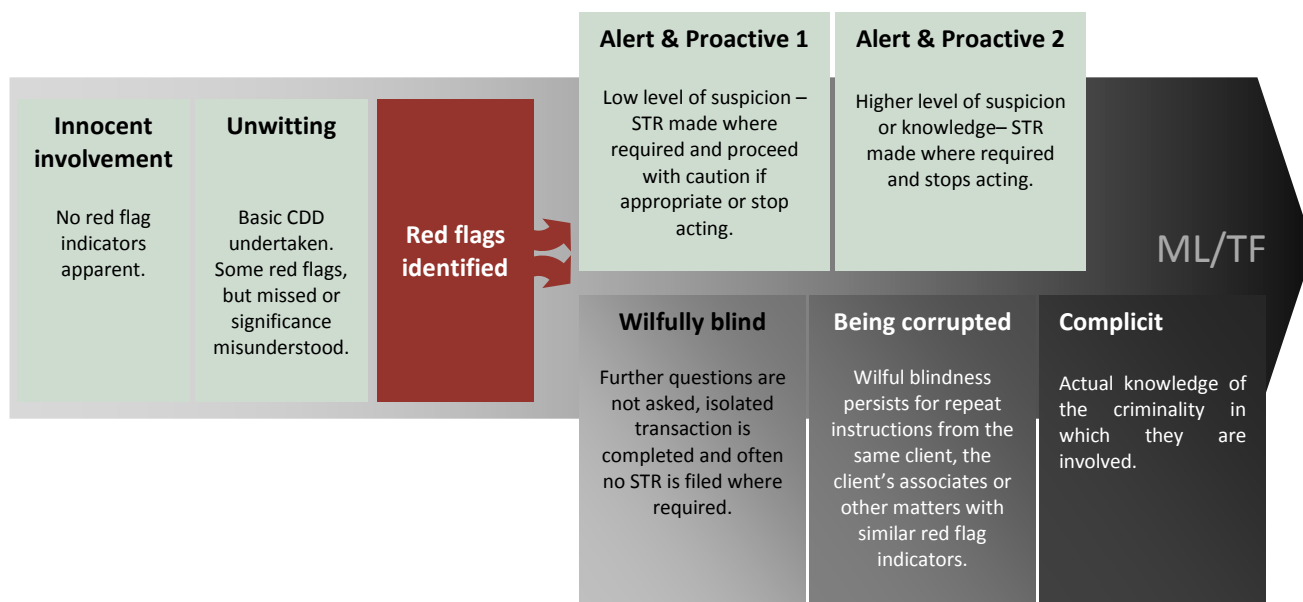 Innocent
involvement
No red flag
indicators
apparent.
Unwitting
Basic CDD
undertaken.
Some red flags,
but missed or
significance
misunderstood.
Red flags
identified
Alert & Proactive 1
Low level of suspicion –
STR made where
required and proceed
with caution if
appropriate or stop
acting.
Alert & Proactive 2
Higher level of suspicion
or knowledge– STR
made where required
and stops acting.
ML/TF
Wilfully blind
Further questions are
not asked, isolated
transaction is
completed and often
no STR is filed where
required.
Being corrupted
Wilful blindness
persists for repeat
instructions from the
same client, the
client’s associates or
other matters with
similar red flag
indicators.
Complicit
Actual knowledge of
the criminality in
which they are
involved.